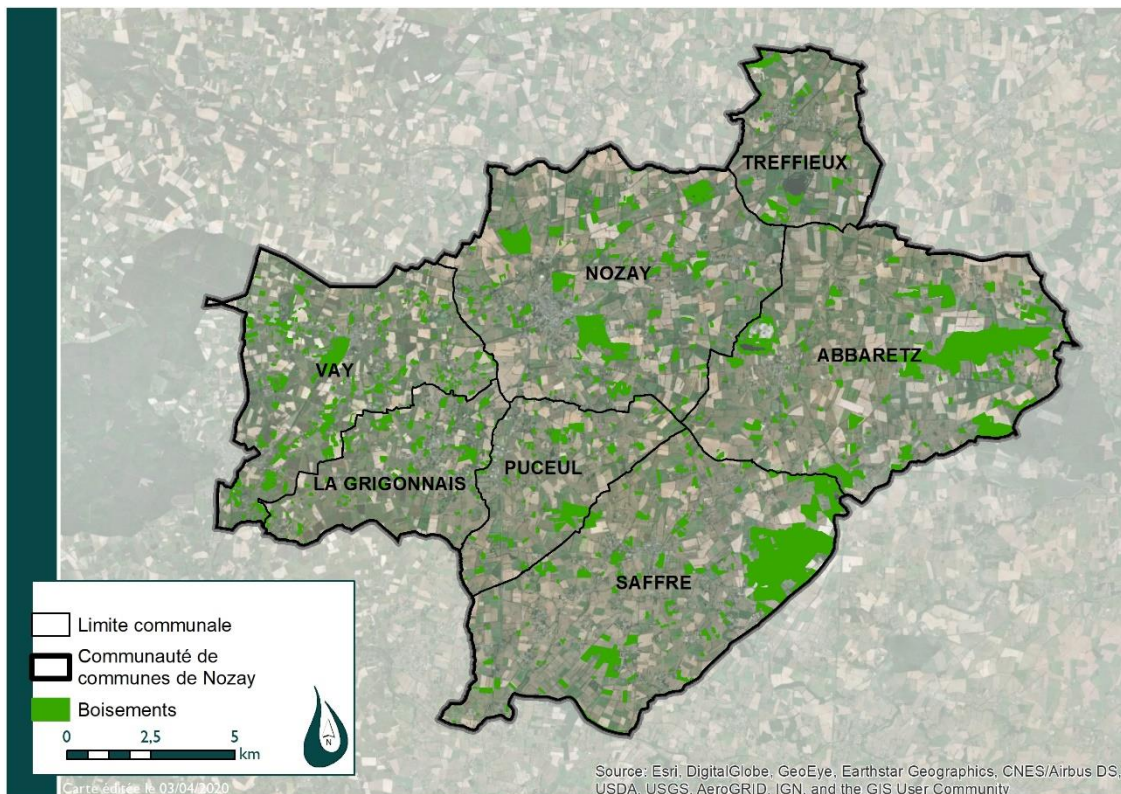 TREFFIEUX
NOZAY
ABBARETZ
VAY
PUCEUL
LA GRIGONNAIS
SAFFRE
Limite communale
Communauté de
communes de Nozay
Boisements
0 2,5 5
km
N
Carte éditée le 03/04/2020
Source: Esri, DigitalGlobe, GeoEye, Earthstar Geographics, CNES/Airbus DS,
USDA, USGS, AeroGRID, IGN, and the GIS User Community